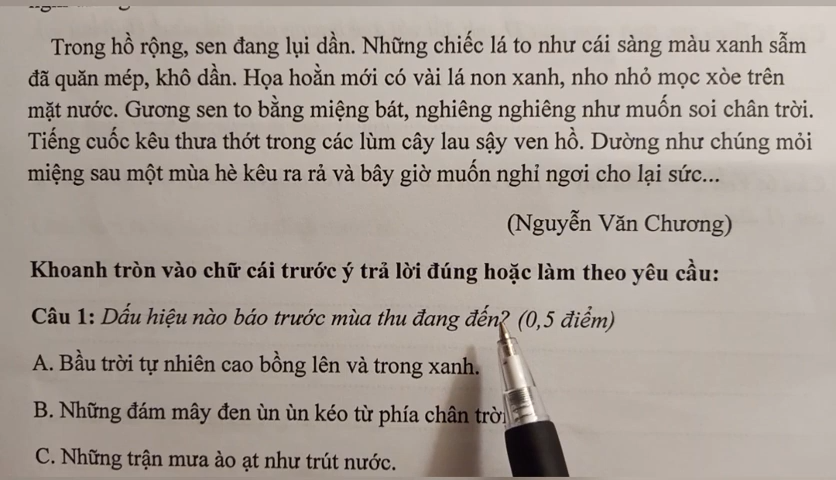 Trong hồ rộng, sen đang lụi dần. Những chiếc lá to như cái sàng màu xanh sẫm
đã quăn mép, khô dần. Họa hoằn mới có vài lá non xanh, nho nhỏ mọc xòe trên
mặt nước. Gương sen to bằng miệng bát, nghiêng nghiêng như muốn soi chân trời.
Tiếng cuốc kêu thưa thớt trong các lùm cây lau sậy ven hồ. Dường như chúng mỏi
miệng sau một mùa hè kêu ra rả và bây giờ muốn nghỉ ngơi cho lại sức...
(Nguyễn Văn Chương)
Khoanh tròn vào chữ cái trước ý trả lời đúng hoặc làm theo yêu cầu:
Câu 1: Dấu hiệu nào báo trước mùa thu đang đến? (0,5 điểm)
A. Bầu trời tự nhiên cao bồng lên và trong xanh.
B. Những đám mây đen ùn ùn kéo từ phía chân trời
C. Những trận mưa ào ạt như trút nước.